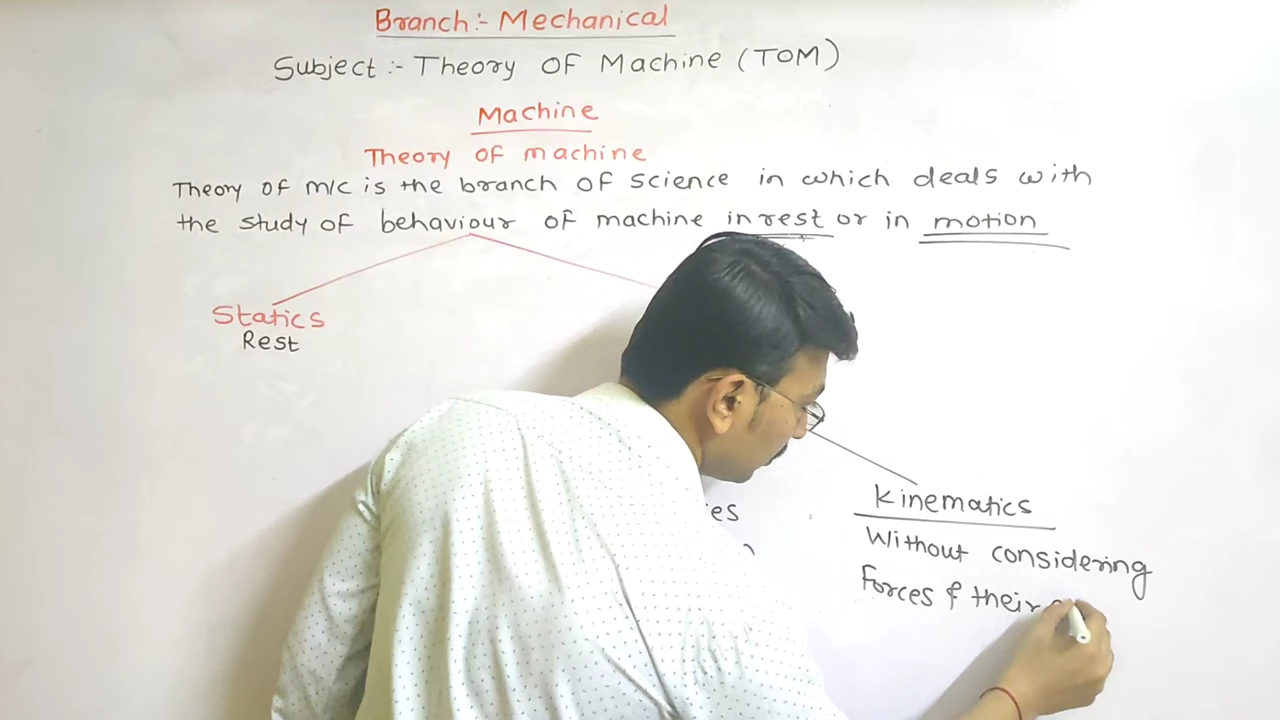 Branch:- Mechanical
Subject:- Theory OF Machine (TOM)
Machine
Theory of machine
Theory OF m/c is the branch OF science in which deals with
the study of behaviour of machine in rest or in motion
Statics
Rest
Kinematics
Without considering
Forces & their